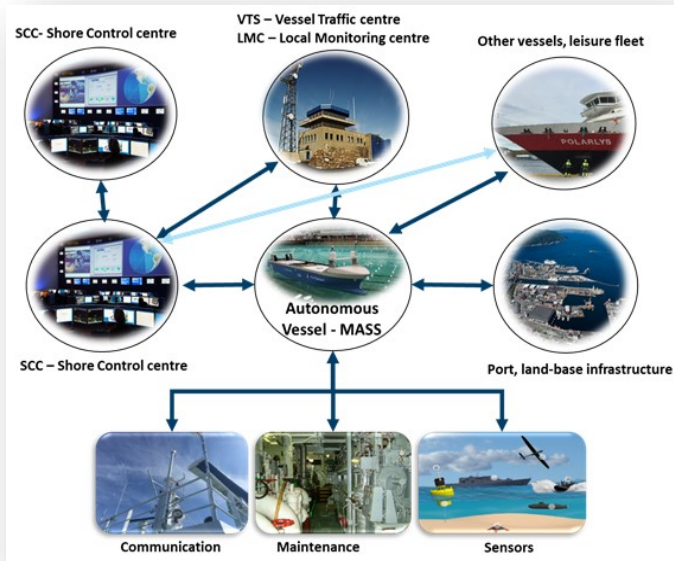 SCC- Shore Control centre
VTS – Vessel Traffic centre
LMC – Local Monitoring centre
Other vessels, leisure fleet
POLARLYS
Autonomous
Vessel - MASS
SCC – Shore Control centre
Port, land-base infrastructure
Communication
Maintenance
Sensors